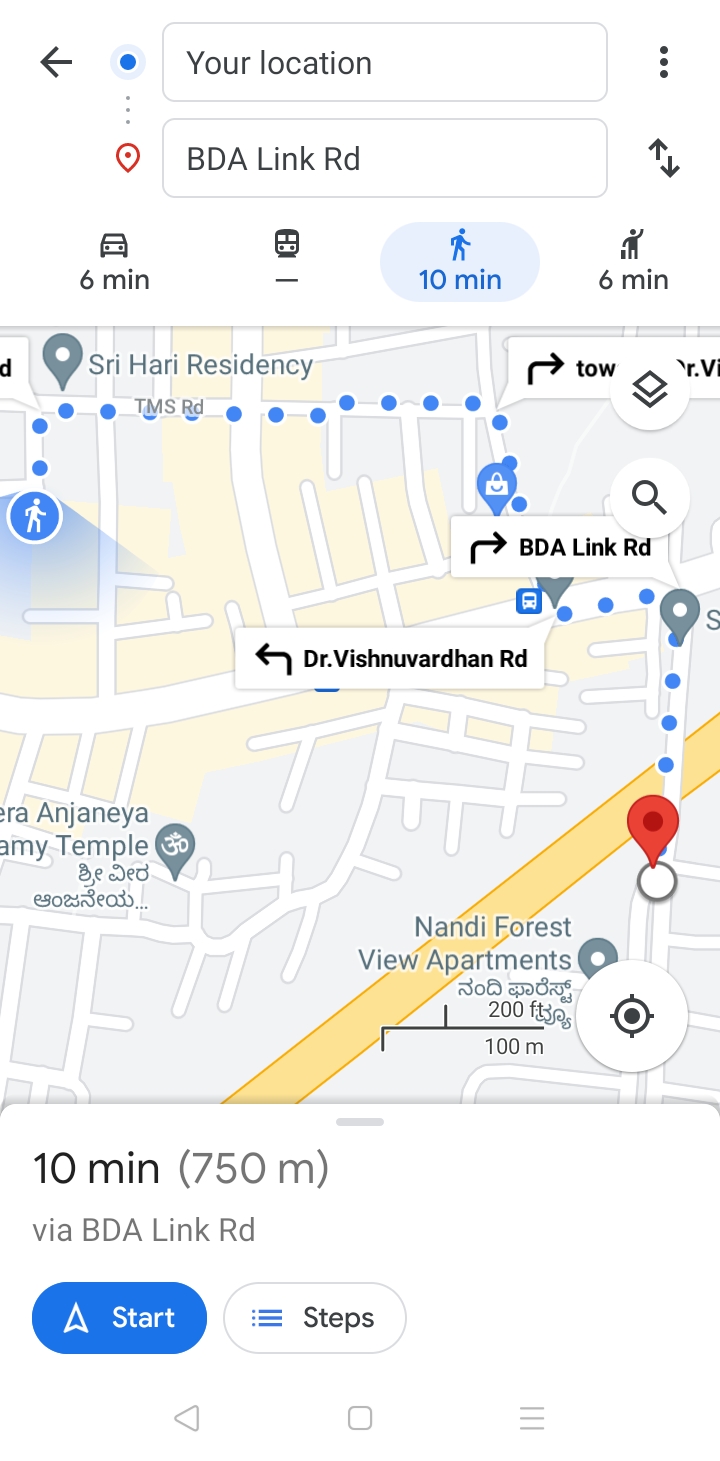 Your location
BDA Link Rd
6 min
—
10 min
6 min
d
Sri Hari Residency
TMS Rd
tow
r.Vi
BDA Link Rd
S
Dr.Vishnuvardhan Rd
era Anjaneya
amy Temple
ಶ್ರೀ ವೀರ
ಆಂಜನೇಯ...
Nandi Forest
View Apartments
ನಂದಿ ಫಾರೆಸ್ಟ್
200 ft
100 m
10 min (750 m)
via BDA Link Rd
Start
Steps